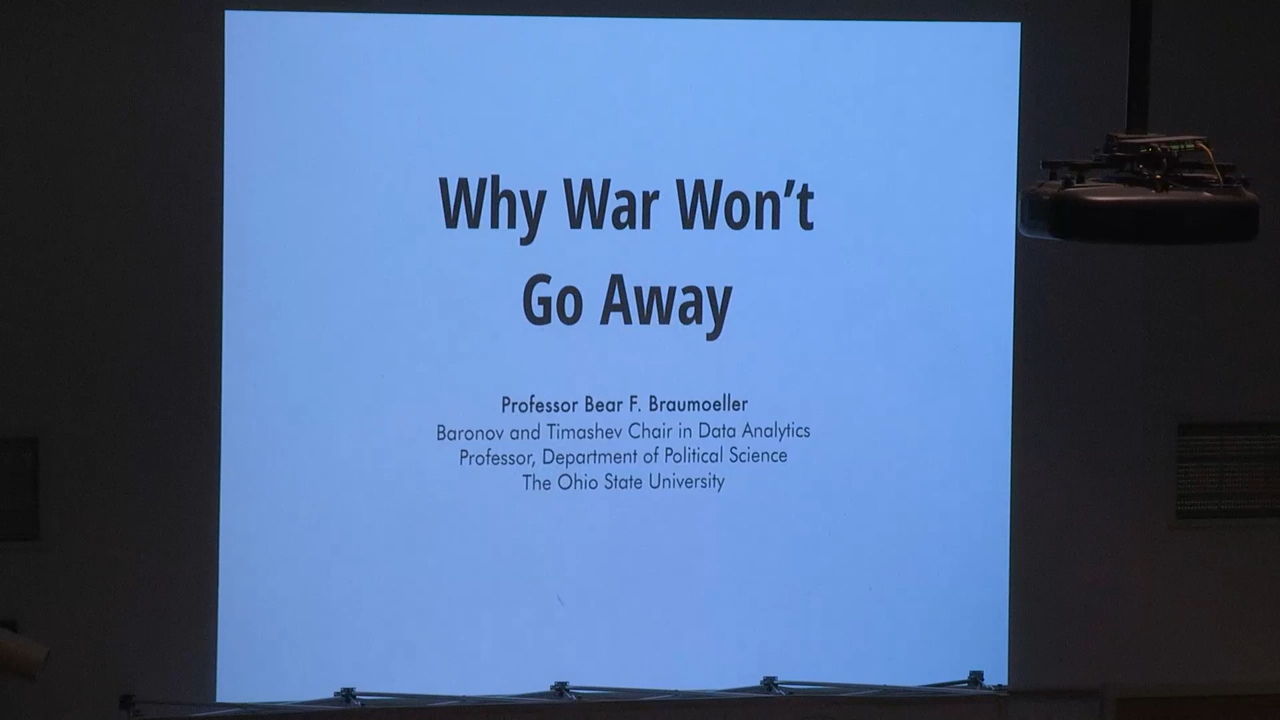 Why War Won’t
Go Away
Professor Bear F. Braumoeller
Baronov and Timashev Chair in Data Analytics
Professor, Department of Political Science
The Ohio State University